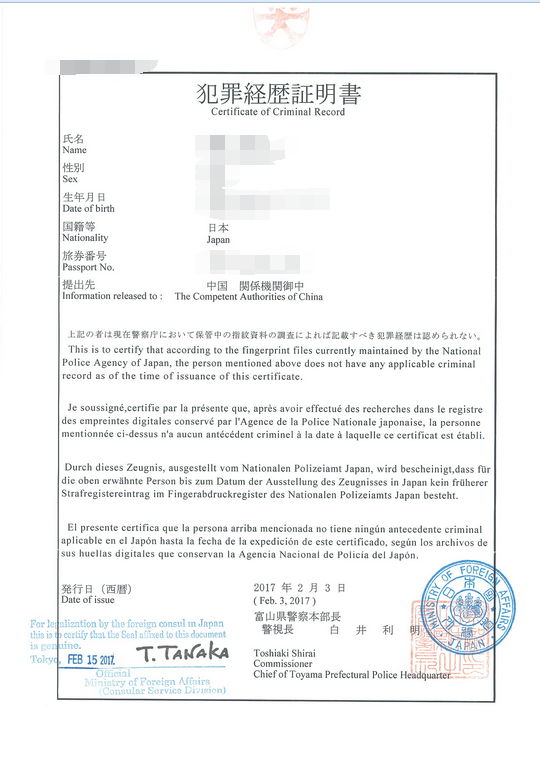 犯罪経歴証明書
Certificate of Criminal Record
氏名
Name
性別
Sex
生年月日
Date of birth
国籍等 日本
Nationality Japan
旅券番号
Passport No.
提出先 中国 関係機関御中
Information released to : The Competent Authorities of China
上記の者は現在警察庁において保管中の指紋資料の調査によれば記載すべき犯罪経歴は認められない。
This is to certify that according to the fingerprint files currently maintained by the National
Police Agency of Japan, the person mentioned above does not have any applicable criminal
record as of the time of issuance of this certificate.
Je soussigné,certifie par la présente que, après avoir effectué des recherches dans le registre
des empreintes digitales conservé par l'Agence de la Police Nationale japonaise, la personne
mentionnée ci-dessus n'a aucun antécédent criminel à la date à laquelle ce certificat est établi.
Durch dieses Zeugnis, ausgestellt vom Nationalen Polizeiamt Japan, wird bescheinigt,dass für
die oben erwähnte Person bis zum Datum der Ausstellung des Zeugnisses in Japan kein früherer
Strafregistereintrag im Fingerabdruckregister des Nationalen Polizeiamts Japan besteht.
El presente certifica que la persona arriba mencionada no tiene ningún antecedente criminal
aplicable en el Japón hasta la fecha de la expedición de este certificado, según los archivos de
sus huellas digitales que conservan la Agencia Nacional de Policía del Japón.
発行日(西暦) 2017 年 2 月 3 日
Date of issue ( Feb. 3, 2017 )
富山県警察本部長
警視長 白 井 利 明
Toshiaki Shirai
Commissioner
Chief of Toyama Prefectural Police Headquarter
For legalization by the foreign consul in Japan
this is to certify that the Seal affixed to this document
is genuine.
Tokyo, FEB 15 2017. T. TANAKA
Official
Ministry of Foreign Affairs
(Consular Service Division)
MINISTRY OF FOREIGN AFFAIRS
JAPAN